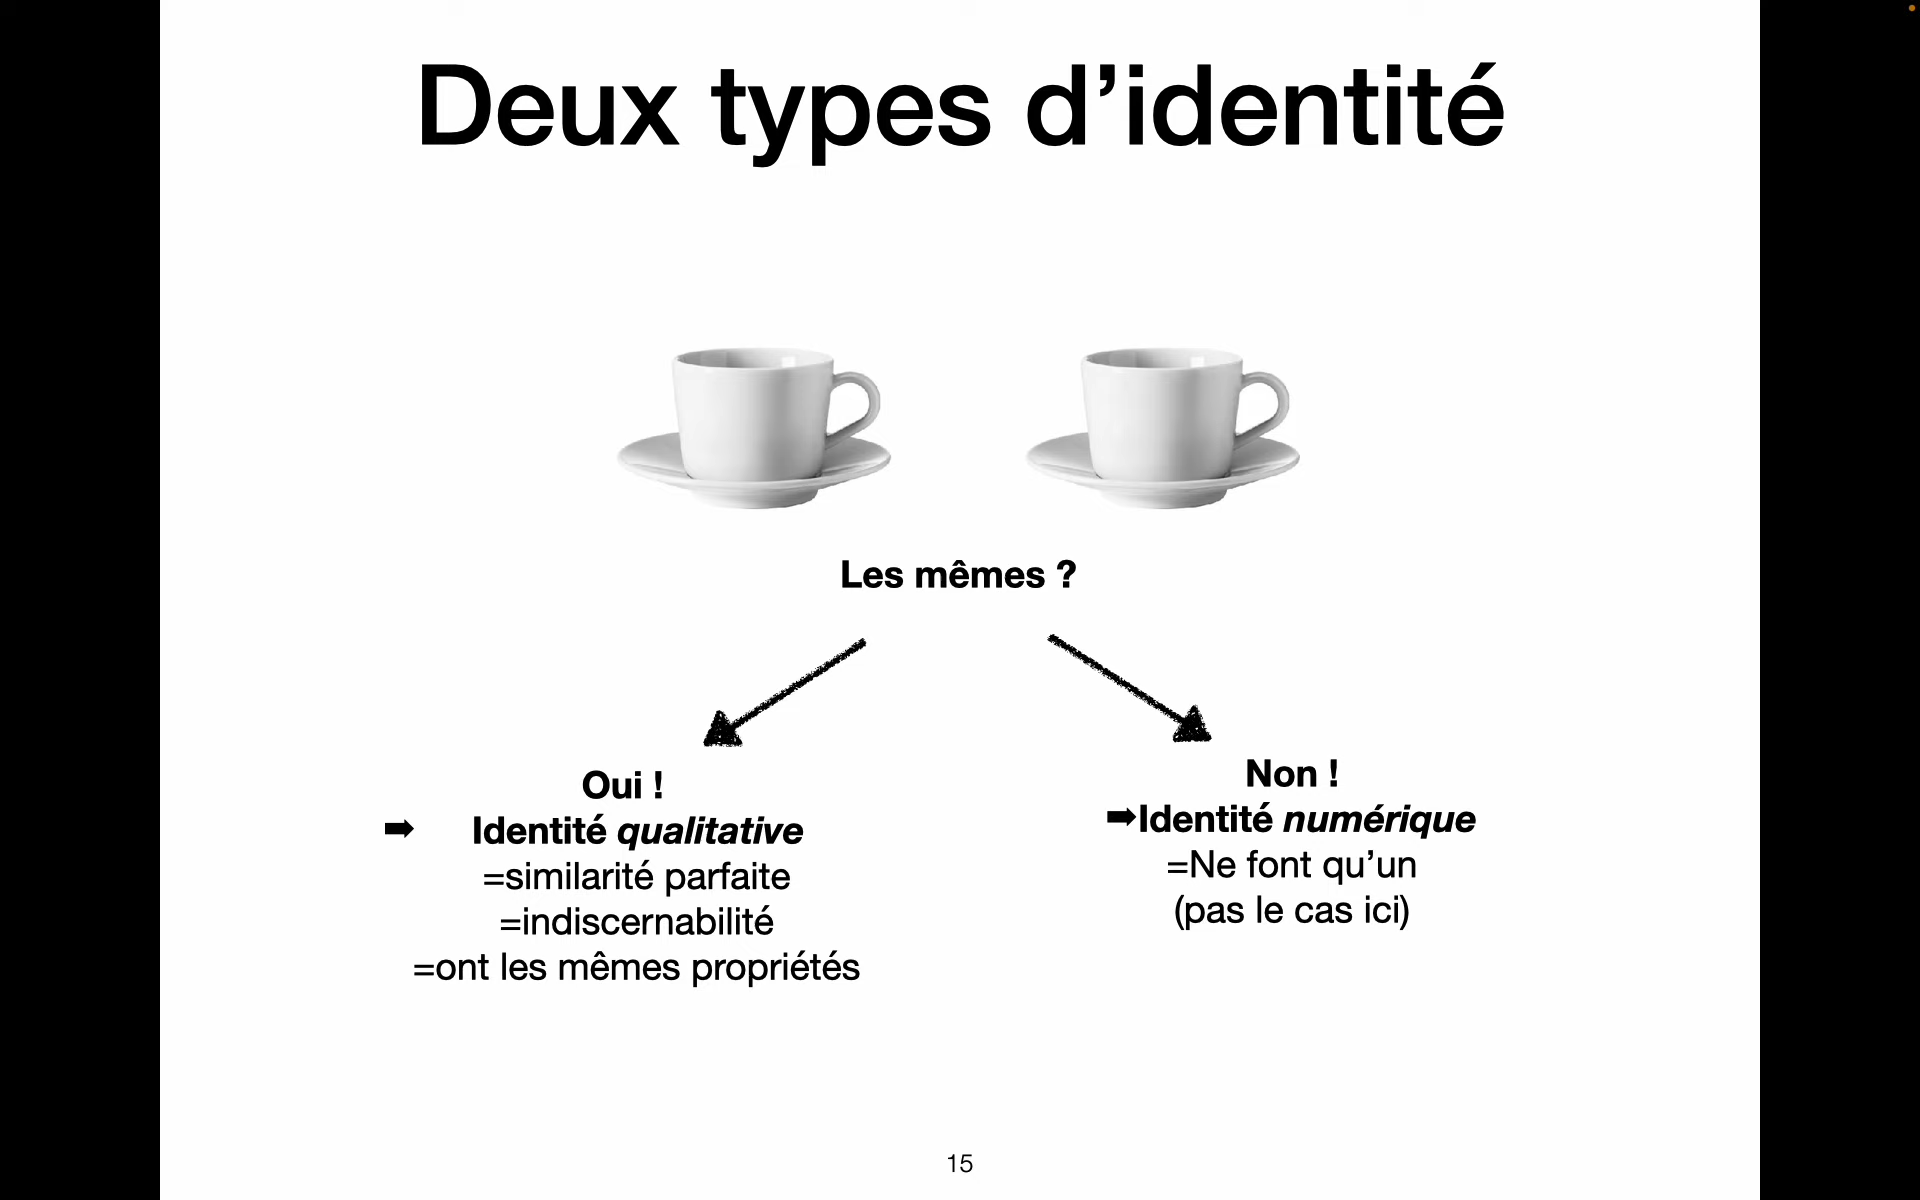 Deux types d’identité
Les mêmes ?
Oui !
➡ Identité qualitative
=similarité parfaite
=indiscernabilité
=ont les mêmes propriétés
Non !
➡Identité numérique
=Ne font qu’un
(pas le cas ici)
15